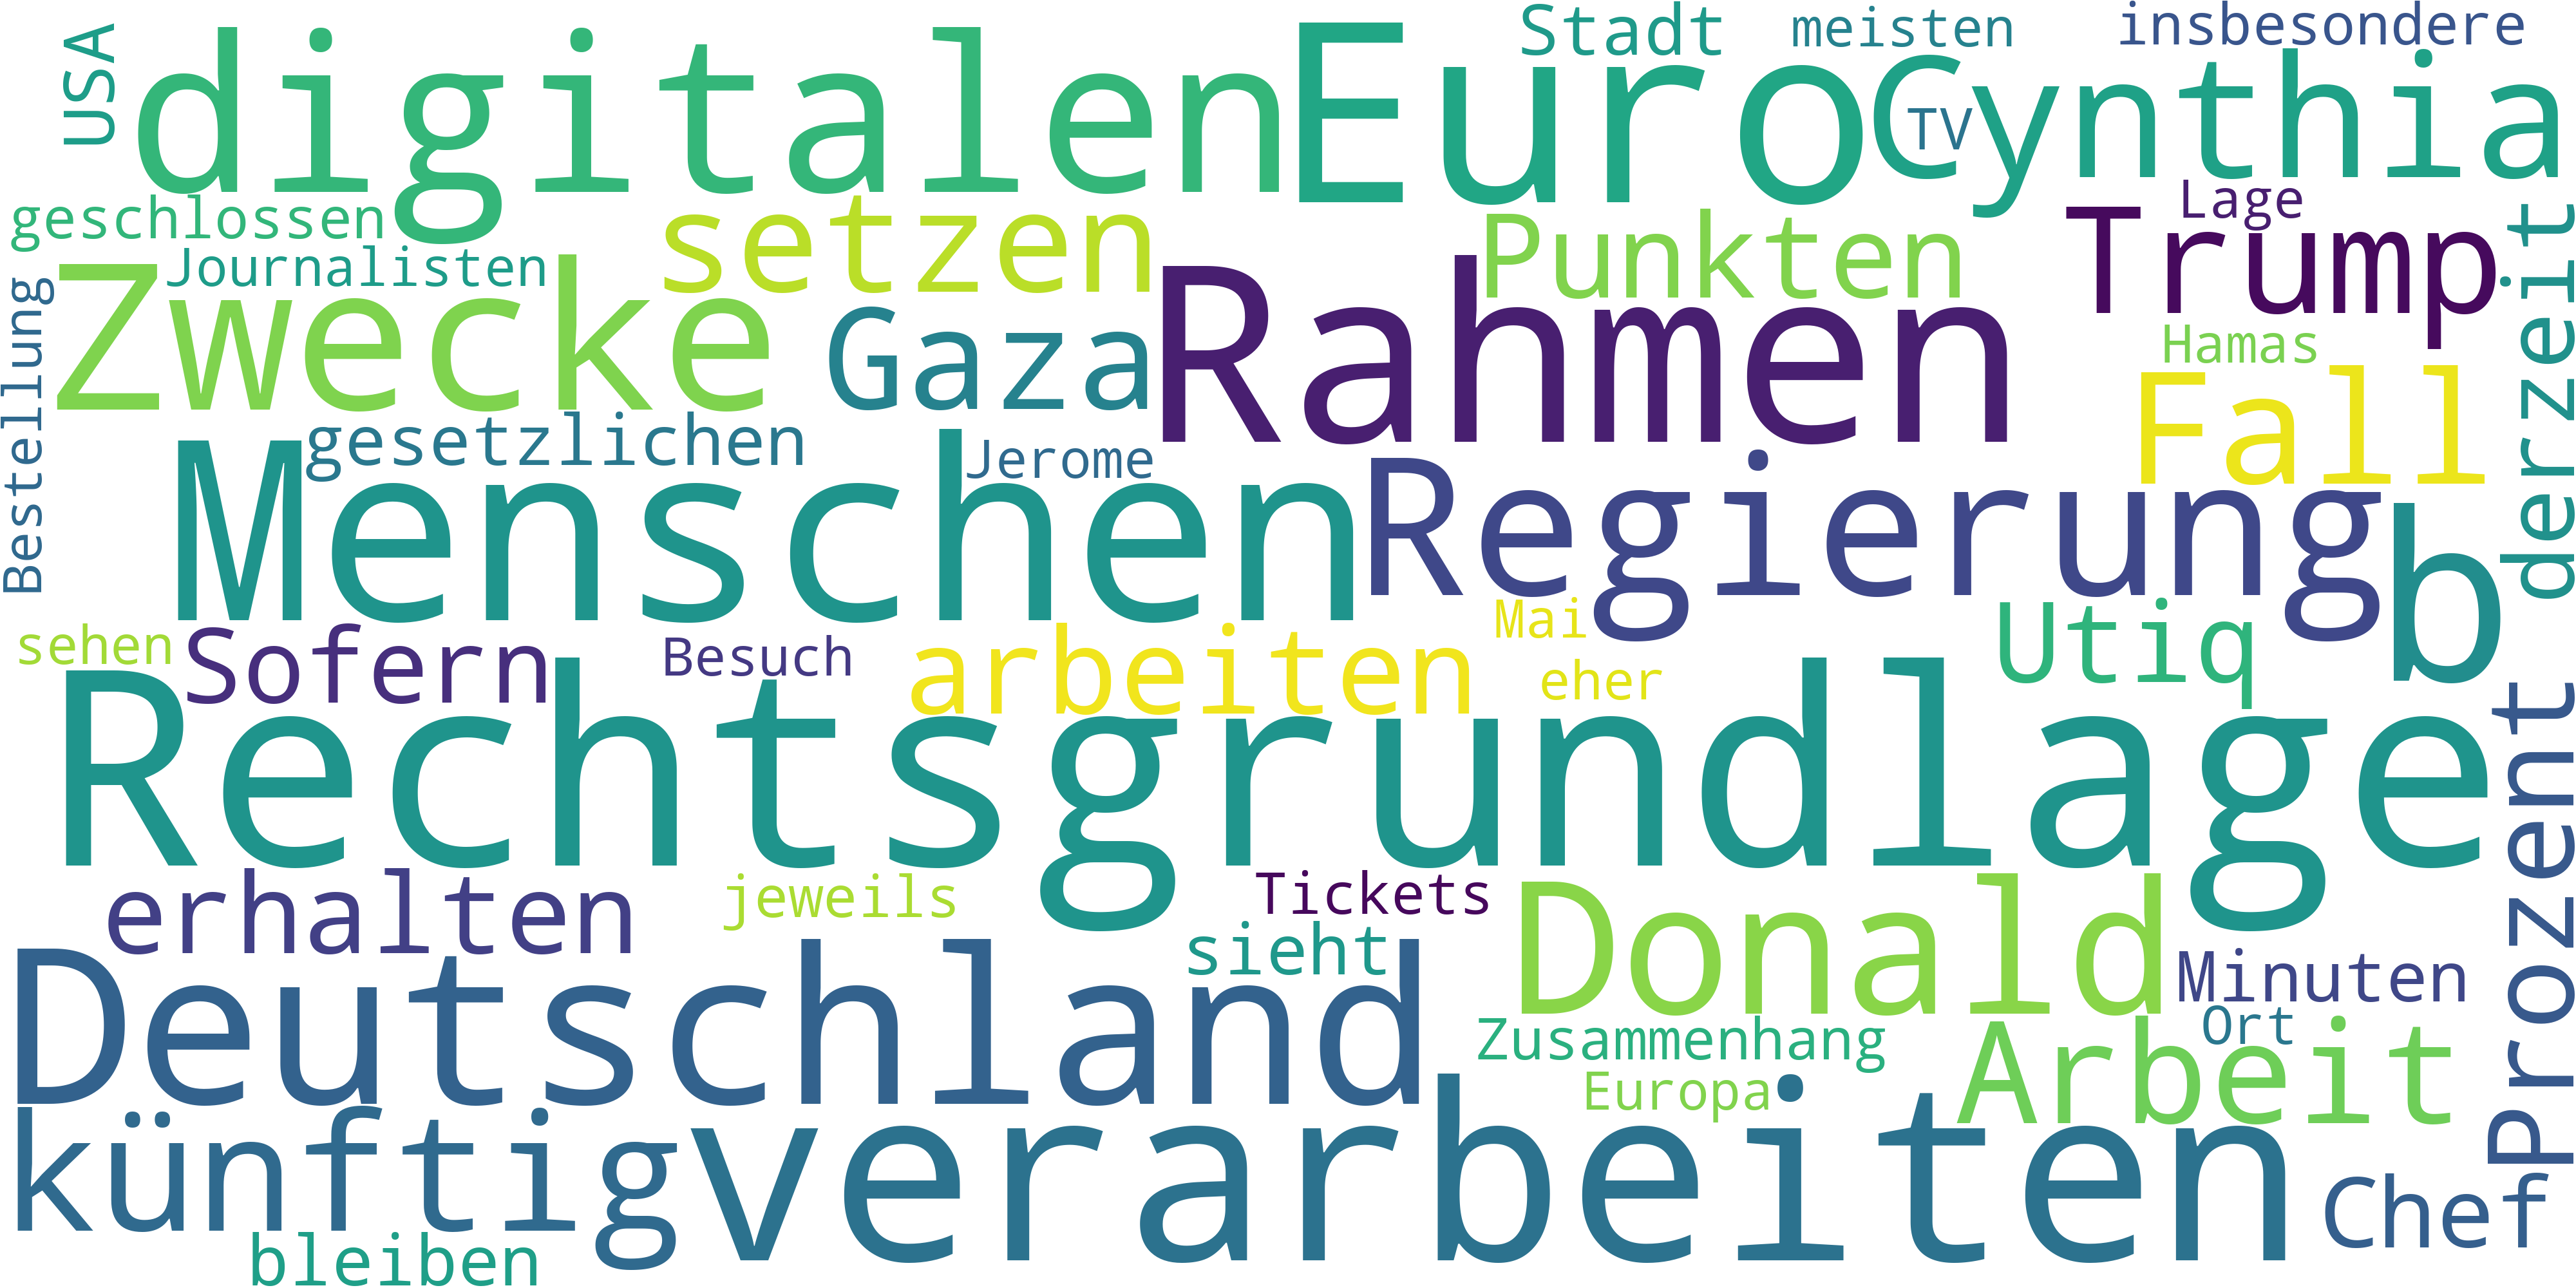 USA
digitalen
Euro
Stadt
meisten
insbesondere
Cynthia
TV
geschlossen
Journalisten
setzen
Punkten
Lage
Trump
derzeit
Zwecke
Gaza
Rahmen
Hamas
Fall
Bestellung
gesetzlichen
Jerome
Menschen
Regierung
b
sehen
Sofern
Besuch
arbeiten
Mai
eher
Utiq
Rechtsgrundlage
Prozent
erhalten
jeweils
Tickets
sieht
Donald
Minuten
Ort
Deutschland
Zusammenhang
Europa
Arbeit
künftig
verarbeiten
Chef
bleiben